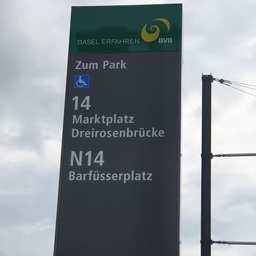 BASEL ERFAHREN BVB
Zum Park
14
Marktplatz
Dreirosenbrücke
N14
Barfüsserplatz